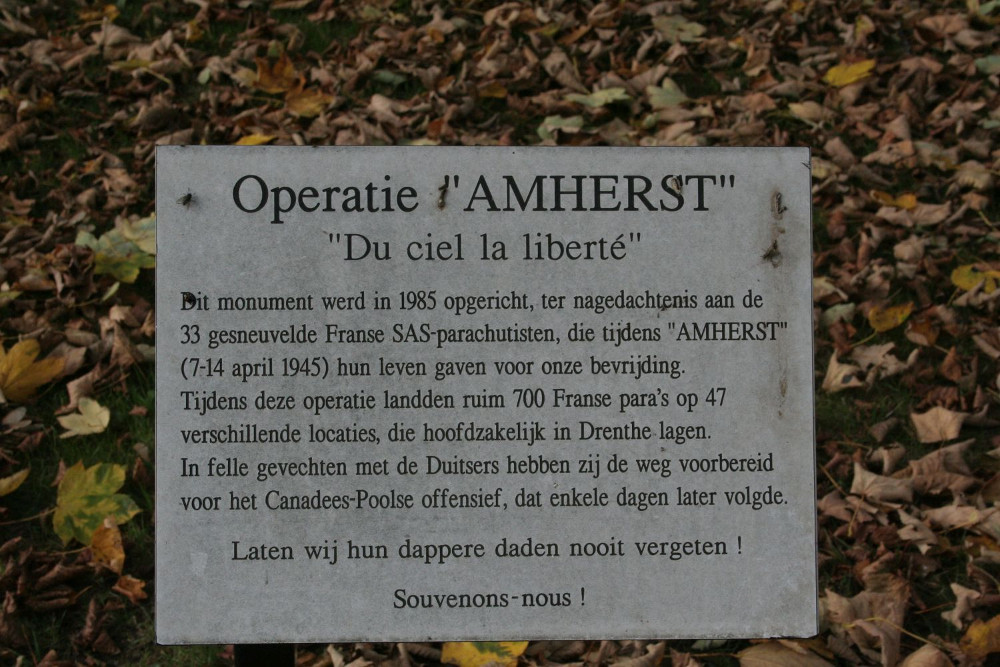 Operatie "AMHERST"
"Du ciel la liberté"
Dit monument werd in 1985 opgericht, ter nagedachtenis aan de
33 gesneuvelde Franse SAS-parachutisten, die tijdens "AMHERST"
(7-14 april 1945) hun leven gaven voor onze bevrijding.
Tijdens deze operatie landden ruim 700 Franse para's op 47
verschillende locaties, die hoofdzakelijk in Drenthe lagen.
In felle gevechten met de Duitsers hebben zij de weg voorbereid
voor het Canadees-Poolse offensief, dat enkele dagen later volgde.
Laten wij hun dappere daden nooit vergeten !
Souvenons-nous !